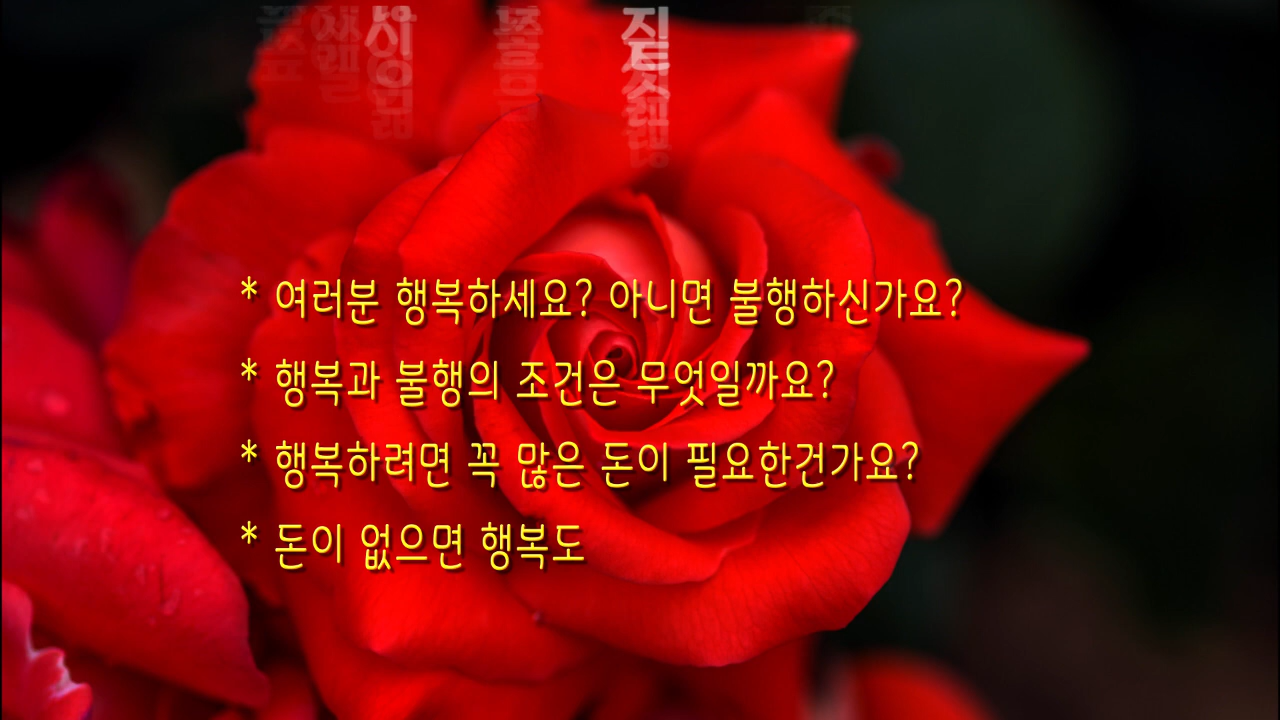 * 여러분 행복하세요? 아니면 불행하신가요?
* 행복과 불행의 조건은 무엇일까요?
* 행복하려면 꼭 많은 돈이 필요한건가요?
* 돈이 없으면 행복도